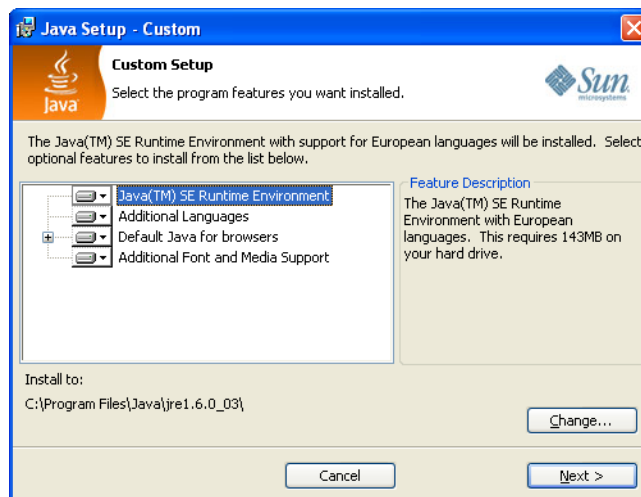 Java Setup - Custom
Java
Custom Setup
Select the program features you want installed.
Sun
microsystems
The Java(TM) SE Runtime Environment with support for European languages will be installed. Select
optional features to install from the list below.
Java(TM) SE Runtime Environment
Additional Languages
Default Java for browsers
Additional Font and Media Support
Feature Description
The Java(TM) SE Runtime
Environment with European
languages. This requires 143MB on
your hard drive.
Install to:
C:\Program Files\Java\jre1.6.0_03\
Change...
Cancel
Next >